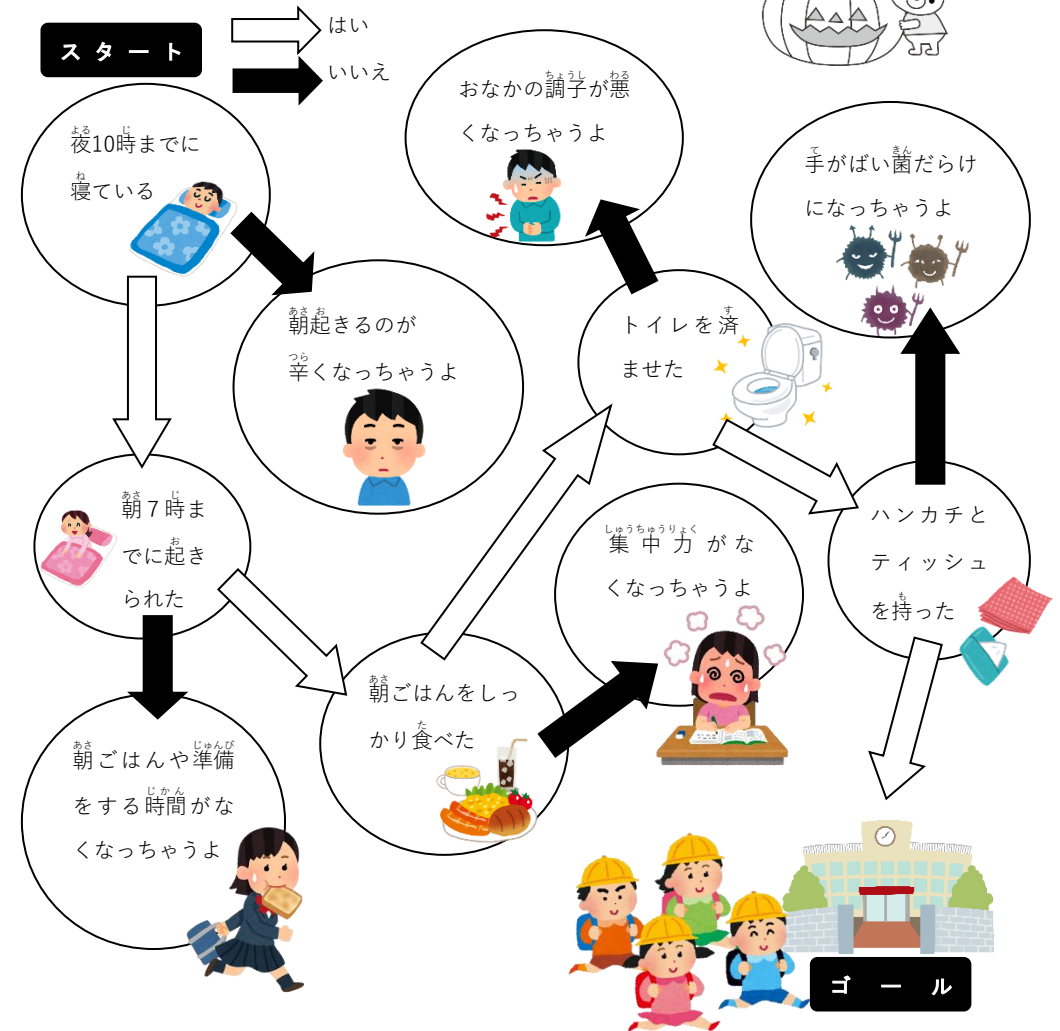 スタート
はい
いいえ
夜10時までに
寝ている
朝起きるのが
辛くなっちゃうよ
おなかの調子が悪
くなっちゃうよ
手がばい菌だらけ
になっちゃうよ
トイレを済
ませた
朝７時ま
でに起き
られた
集中力がな
くなっちゃうよ
ハンカチと
ティッシュ
を持った
朝ごはんをしっ
かり食べた
朝ごはんや準備
をする時間がな
くなっちゃうよ
ゴール